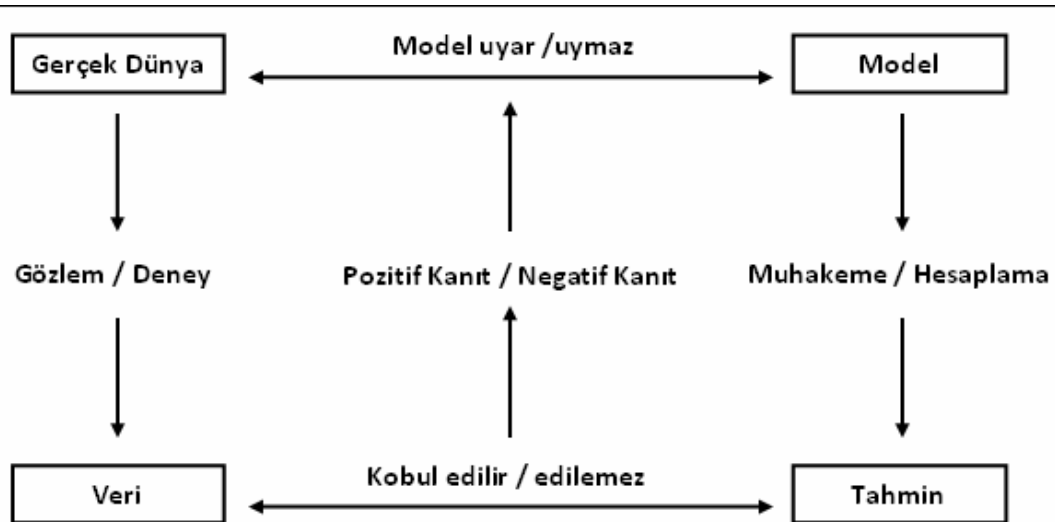 Model uyar /uymaz
Gerçek Dünya
Model
Gözlem / Deney
Pozitif Kanıt / Negatif Kanıt
Muhakeme / Hesaplama
Kobul edilir / edilemez
Veri
Tahmin